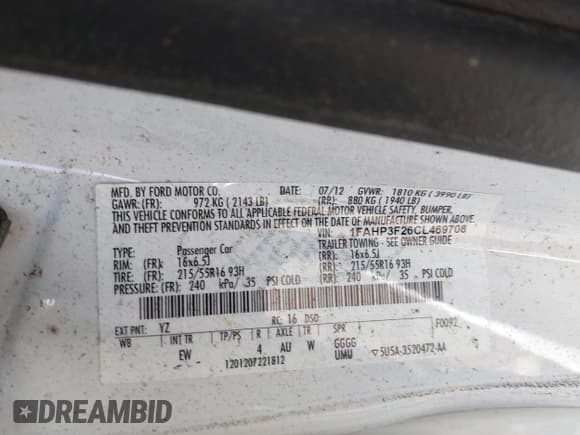 MFD. BY FORD MOTOR CO. DATE: 07/12 GVWR: 1810 KG ( 3990 LB)
GAWR: (FR): 972 KG ( 2143 LB) (RR): 880 KG ( 1940 LB)
THIS VEHICLE CONFORMS TO ALL APPLICABLE FEDERAL MOTOR VEHICLE SAFETY, BUMPER,
AND THEFT PREVENTION STANDARDS IN EFFECT ON THE DATE OF MANUFACTURE SHOWN ABOVE.
VIN: 1FAHP3F26CL469708
TYPE: Passenger Car TRAILER TOWING - SEE OWNER GUIDE
RIM: (FR) 16x6.5J (RR) 16x6.5J
TIRE: (FR) 215/55R16 93H (RR) 215/55R16 93H
PRESSURE: (FR) 240 kPa/ 35 PSI COLD (RR) 240 kPa/ 35 PSI COLD
RC: 16 DSO:
EXT PNT: YZ F0092
WB INT TR TP/PS R AXLE TR SPR
EW 4 AU W GGGG
UMU
1201207221812 5U5A-3520472-AA
DREAMBID